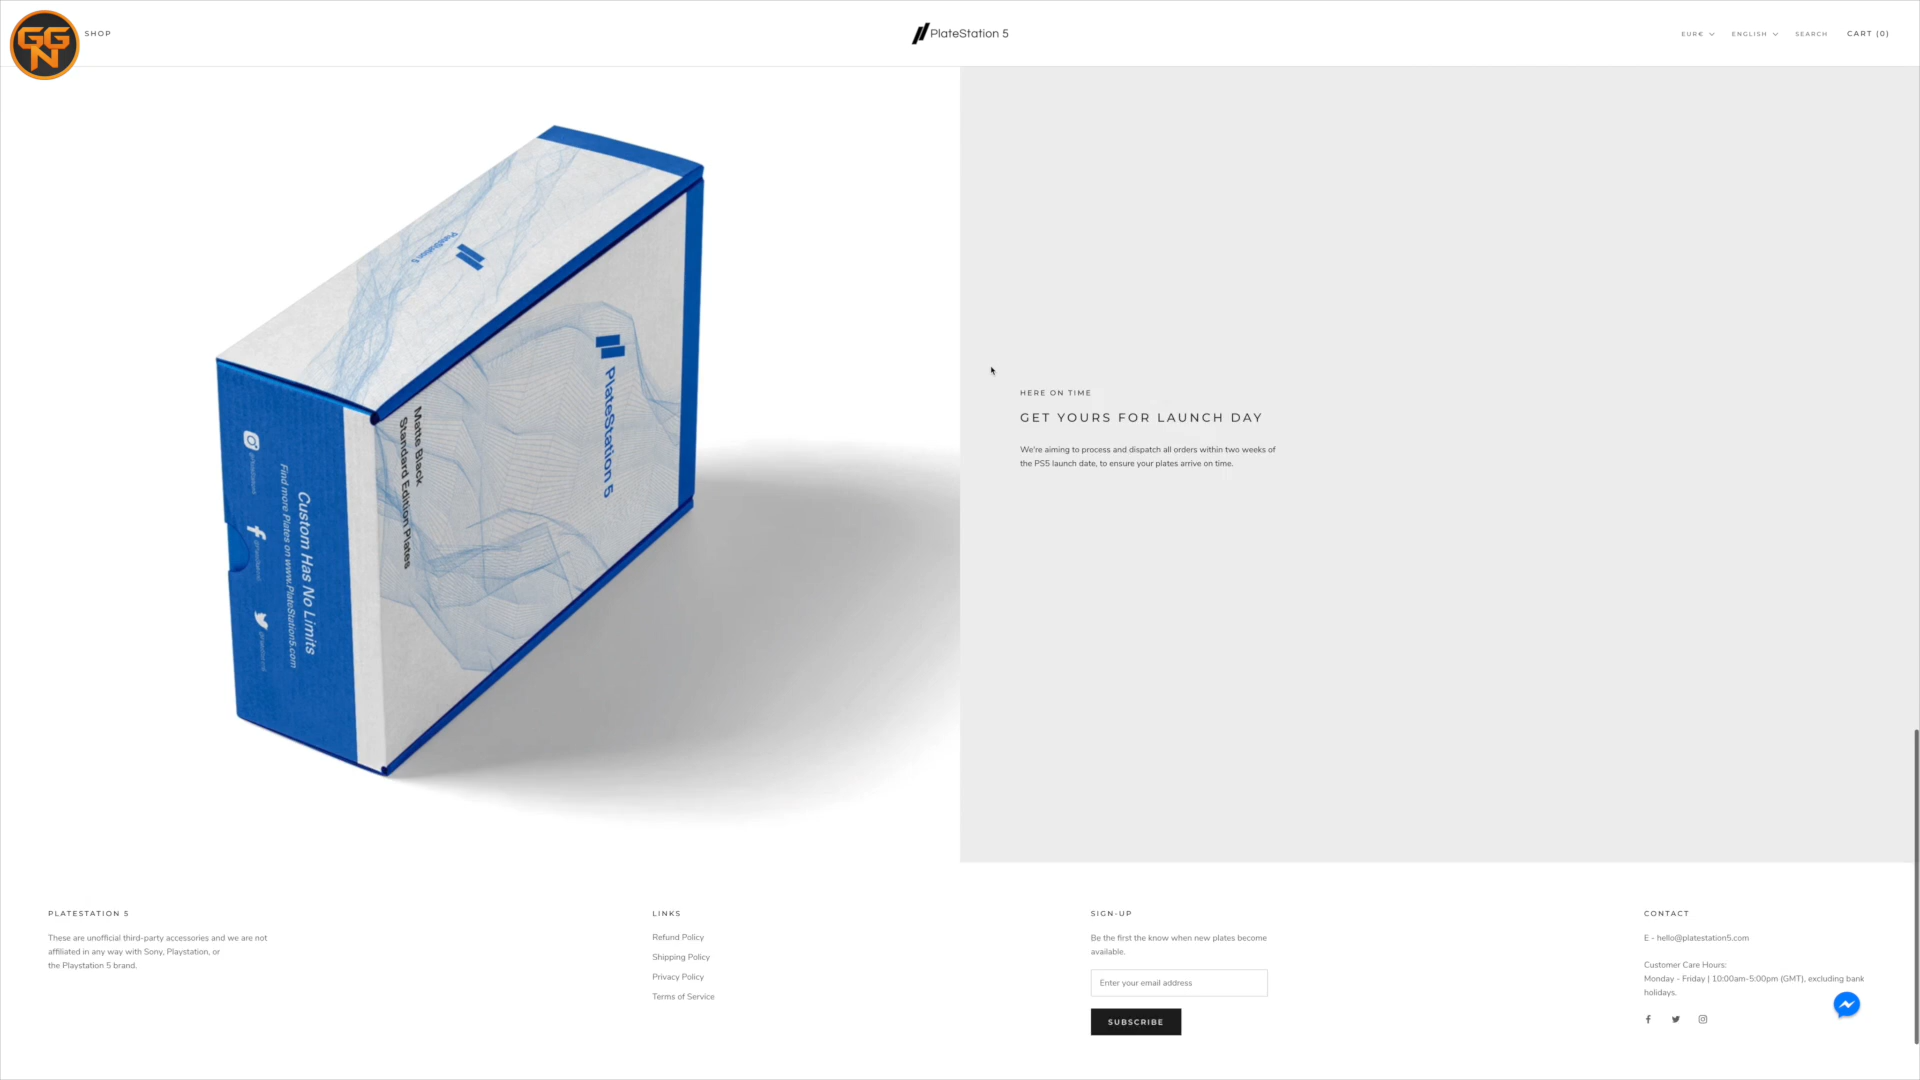 GGN
SHOP
PlateStation 5
EUR€
ENGLISH
SEARCH
CART (0)
PlateStation 5
PlateStation 5
Matte Black
Standard Edition Plates
Custom Has No Limits
Find more Plates on www.PlateStation5.com
HERE ON TIME
GET YOURS FOR LAUNCH DAY
We're aiming to process and dispatch all orders within two weeks of
the PS5 launch date, to ensure your plates arrive on time.
PLATESTATION 5
These are unofficial third-party accessories and we are not
affiliated in any way with Sony, Playstation, or
the Playstation 5 brand.
LINKS
Refund Policy
Shipping Policy
Privacy Policy
Terms of Service
SIGN-UP
Be the first the know when new plates become
available.
Enter your email address
SUBSCRIBE
CONTACT
E - hello@platestation5.com
Customer Care Hours:
Monday - Friday | 10:00am-5:00pm (GMT), excluding bank
holidays.